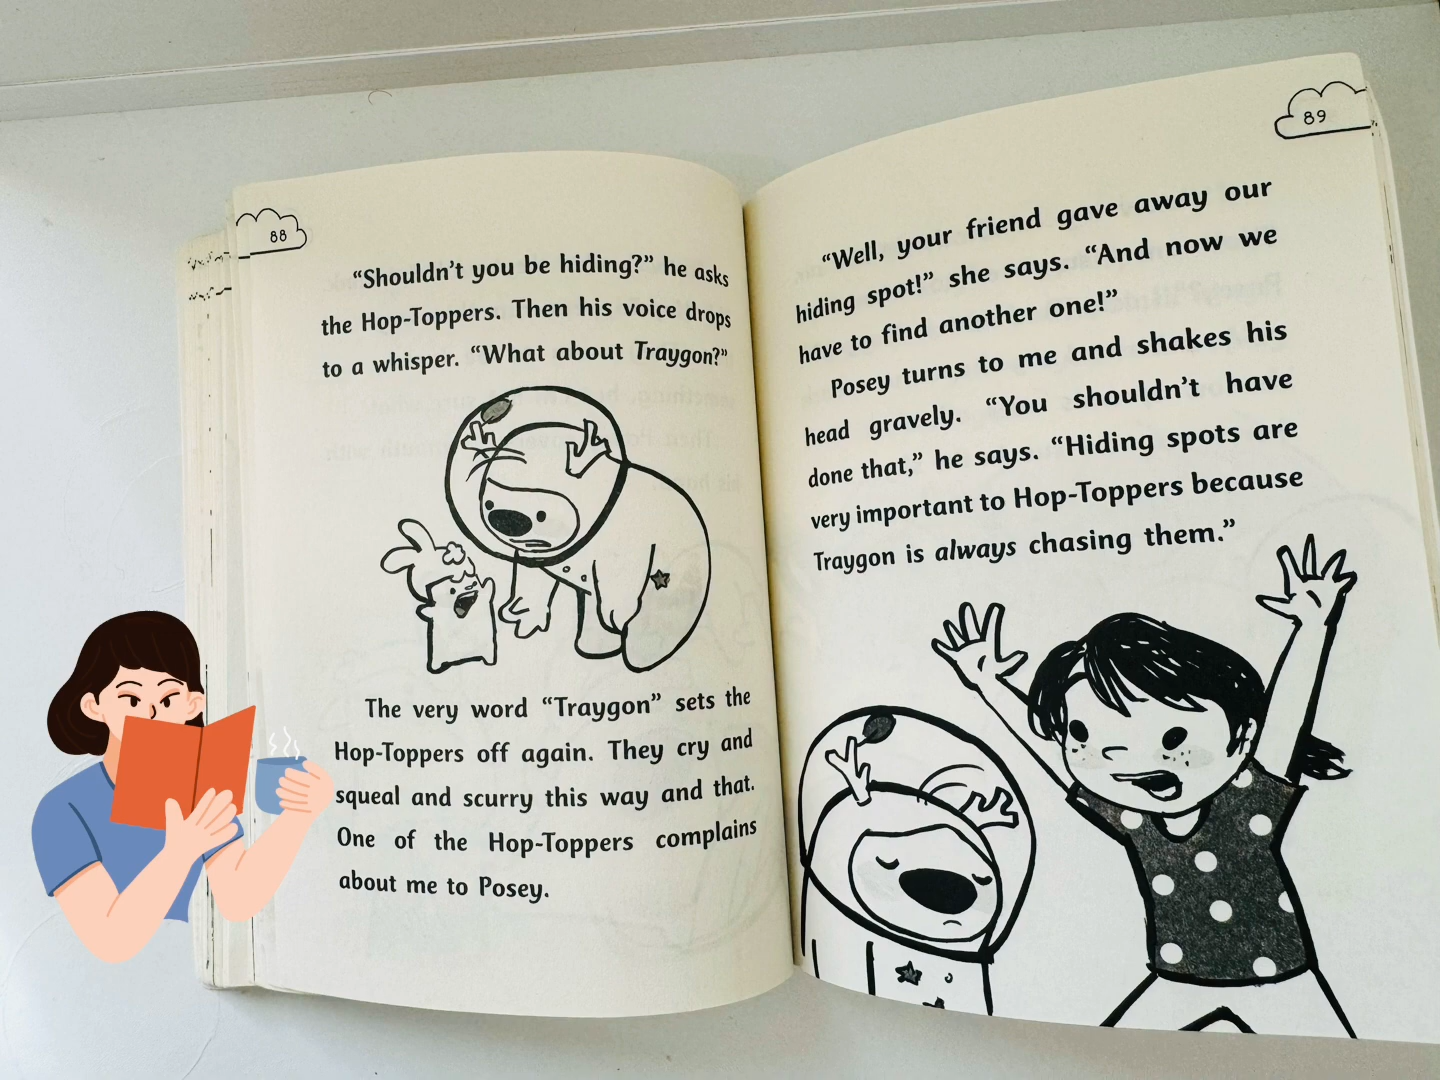 88
“Shouldn’t you be hiding?” he asks
the Hop-Toppers. Then his voice drops
to a whisper. “What about Traygon?”
The very word “Traygon” sets the
Hop-Toppers off again. They cry and
squeal and scurry this way and that.
One of the Hop-Toppers complains
about me to Posey.
89
“Well, your friend gave away our
hiding spot!” she says. “And now we
have to find another one!”
Posey turns to me and shakes his
head gravely. “You shouldn’t have
done that,” he says. “Hiding spots are
very important to Hop-Toppers because
Traygon is always chasing them.”